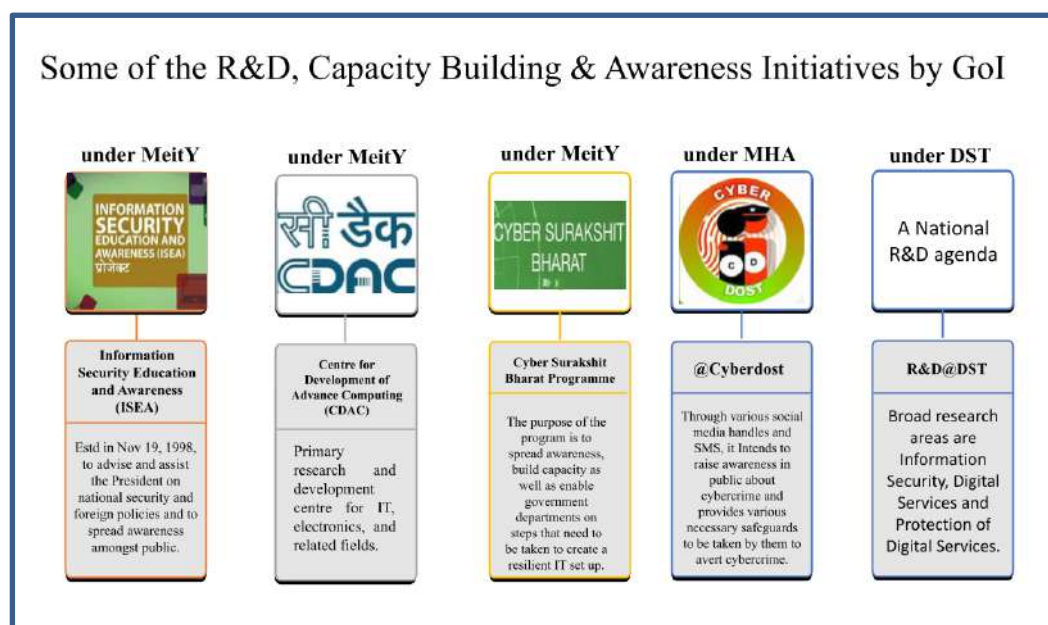 Some of the R&D, Capacity Building & Awareness Initiatives by GoI
under MeitY
INFORMATION
SECURITY
EDUCATION AND
AWARENESS (ISEA)
प्रोजेक्ट
Information
Security Education
and Awareness
(ISEA)
Estd in Nov 19, 1998,
to advise and assist
the President on
national security and
foreign policies and to
spread awareness
amongst public.
under MeitY
सी डैक
CDAC
Centre for
Development of
Advance Computing
(CDAC)
Primary
research and
development
centre for IT,
electronics, and
related fields.
under MeitY
CYBER SURAKSHIT
BHARAT
Cyber Surakshit
Bharat Programme
The purpose of the
program is to
spread awareness,
build capacity as
well as enable
government
departments on
steps that need to
be taken to create a
resilient IT set up.
under MHA
CYBER
C D
DOST
@Cyberdost
Through various social
media handles and
SMS, it Intends to
raise awareness in
public about
cybercrime and
provides various
necessary safeguards
to be taken by them to
avert cybercrime.
under DST
A National
R&D agenda
R&D@DST
Broad research
areas are
Information
Security, Digital
Services and
Protection of
Digital Services.